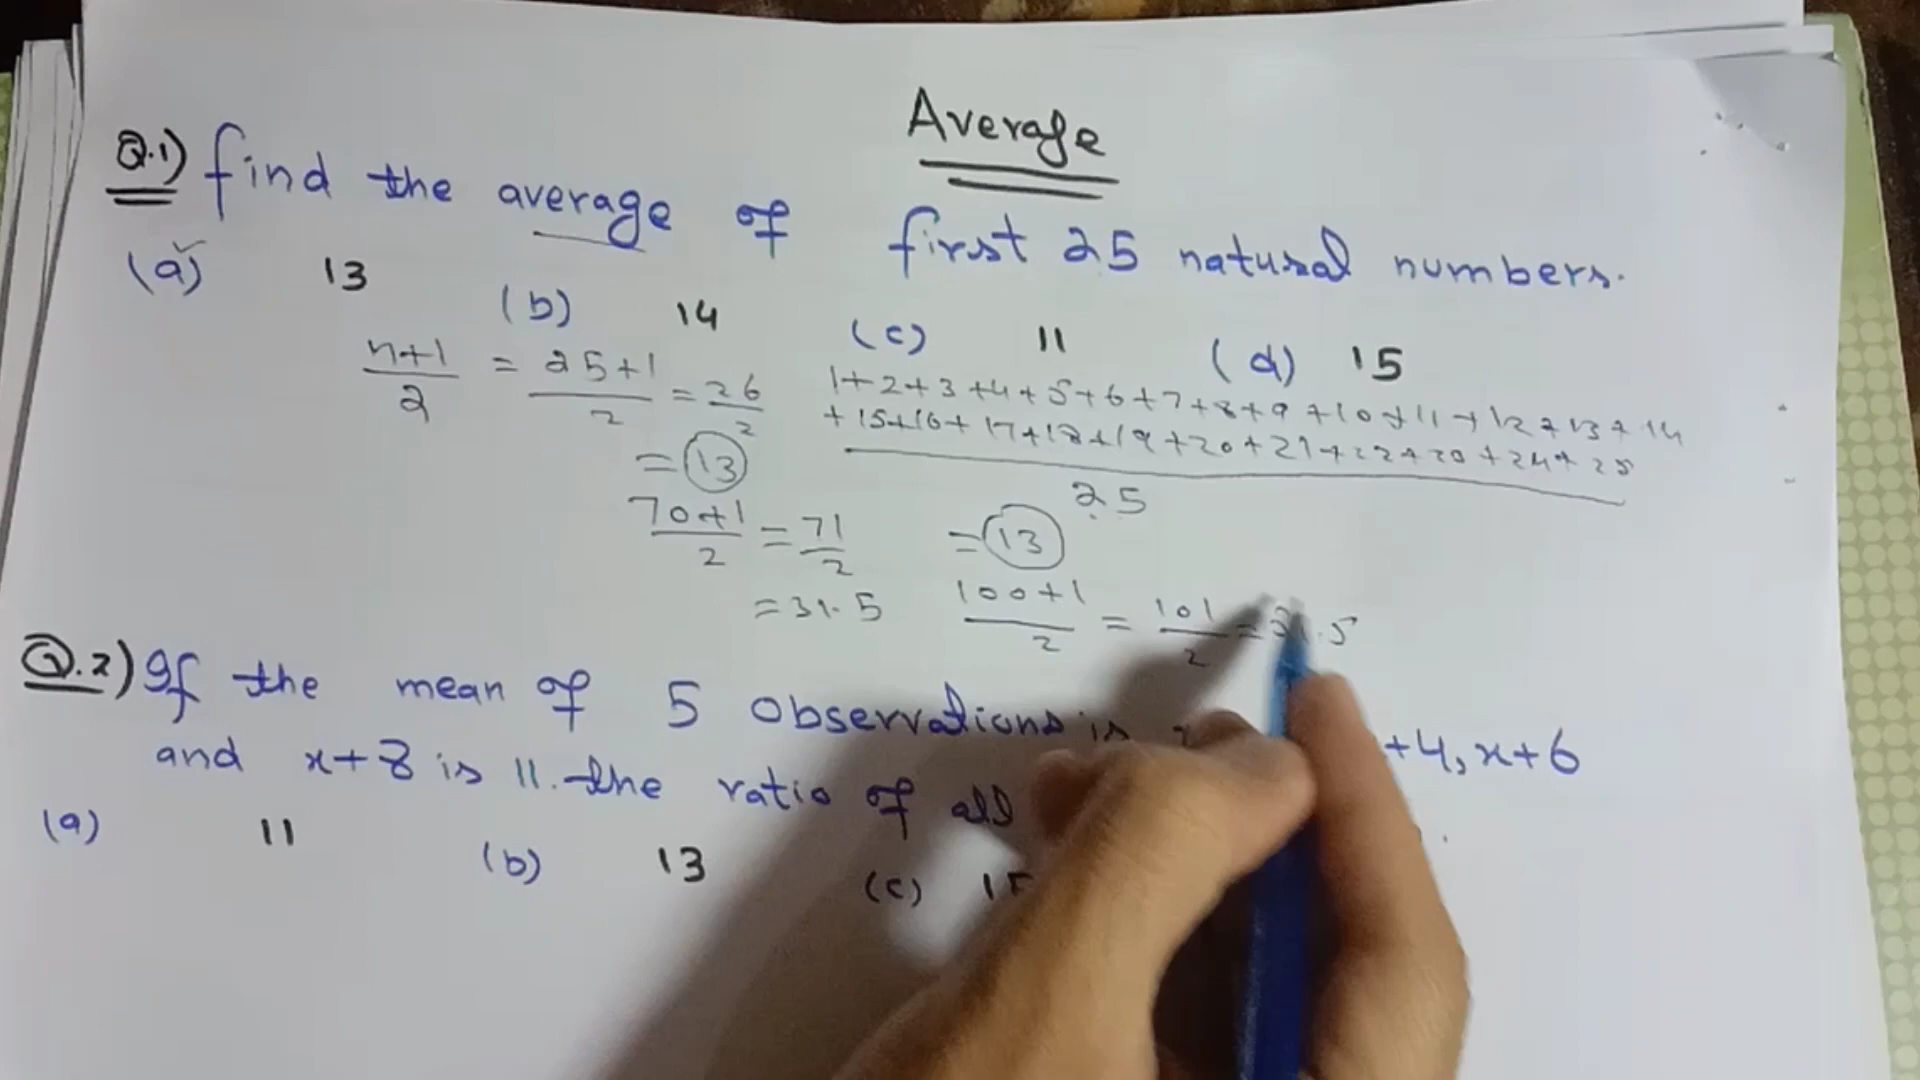 Average
Q.1) find the average of first 25 natural numbers.
(a) 13 (b) 14 (c) 11 (d) 15
n+1/2 = 25+1/2 = 26/2
= 13
1+2+3+4+5+6+7+8+9+10+11+12+13+14
+15+16+17+18+19+20+21+22+23+24+25
25
= 13
70+1/2 = 71/2
= 31.5
100+1/2 = 101/2 = .5
Q.2) If the mean of 5 observations is +4, x+6
and x+8 is 11. the ratio of all
(a) 11 (b) 13 (c)